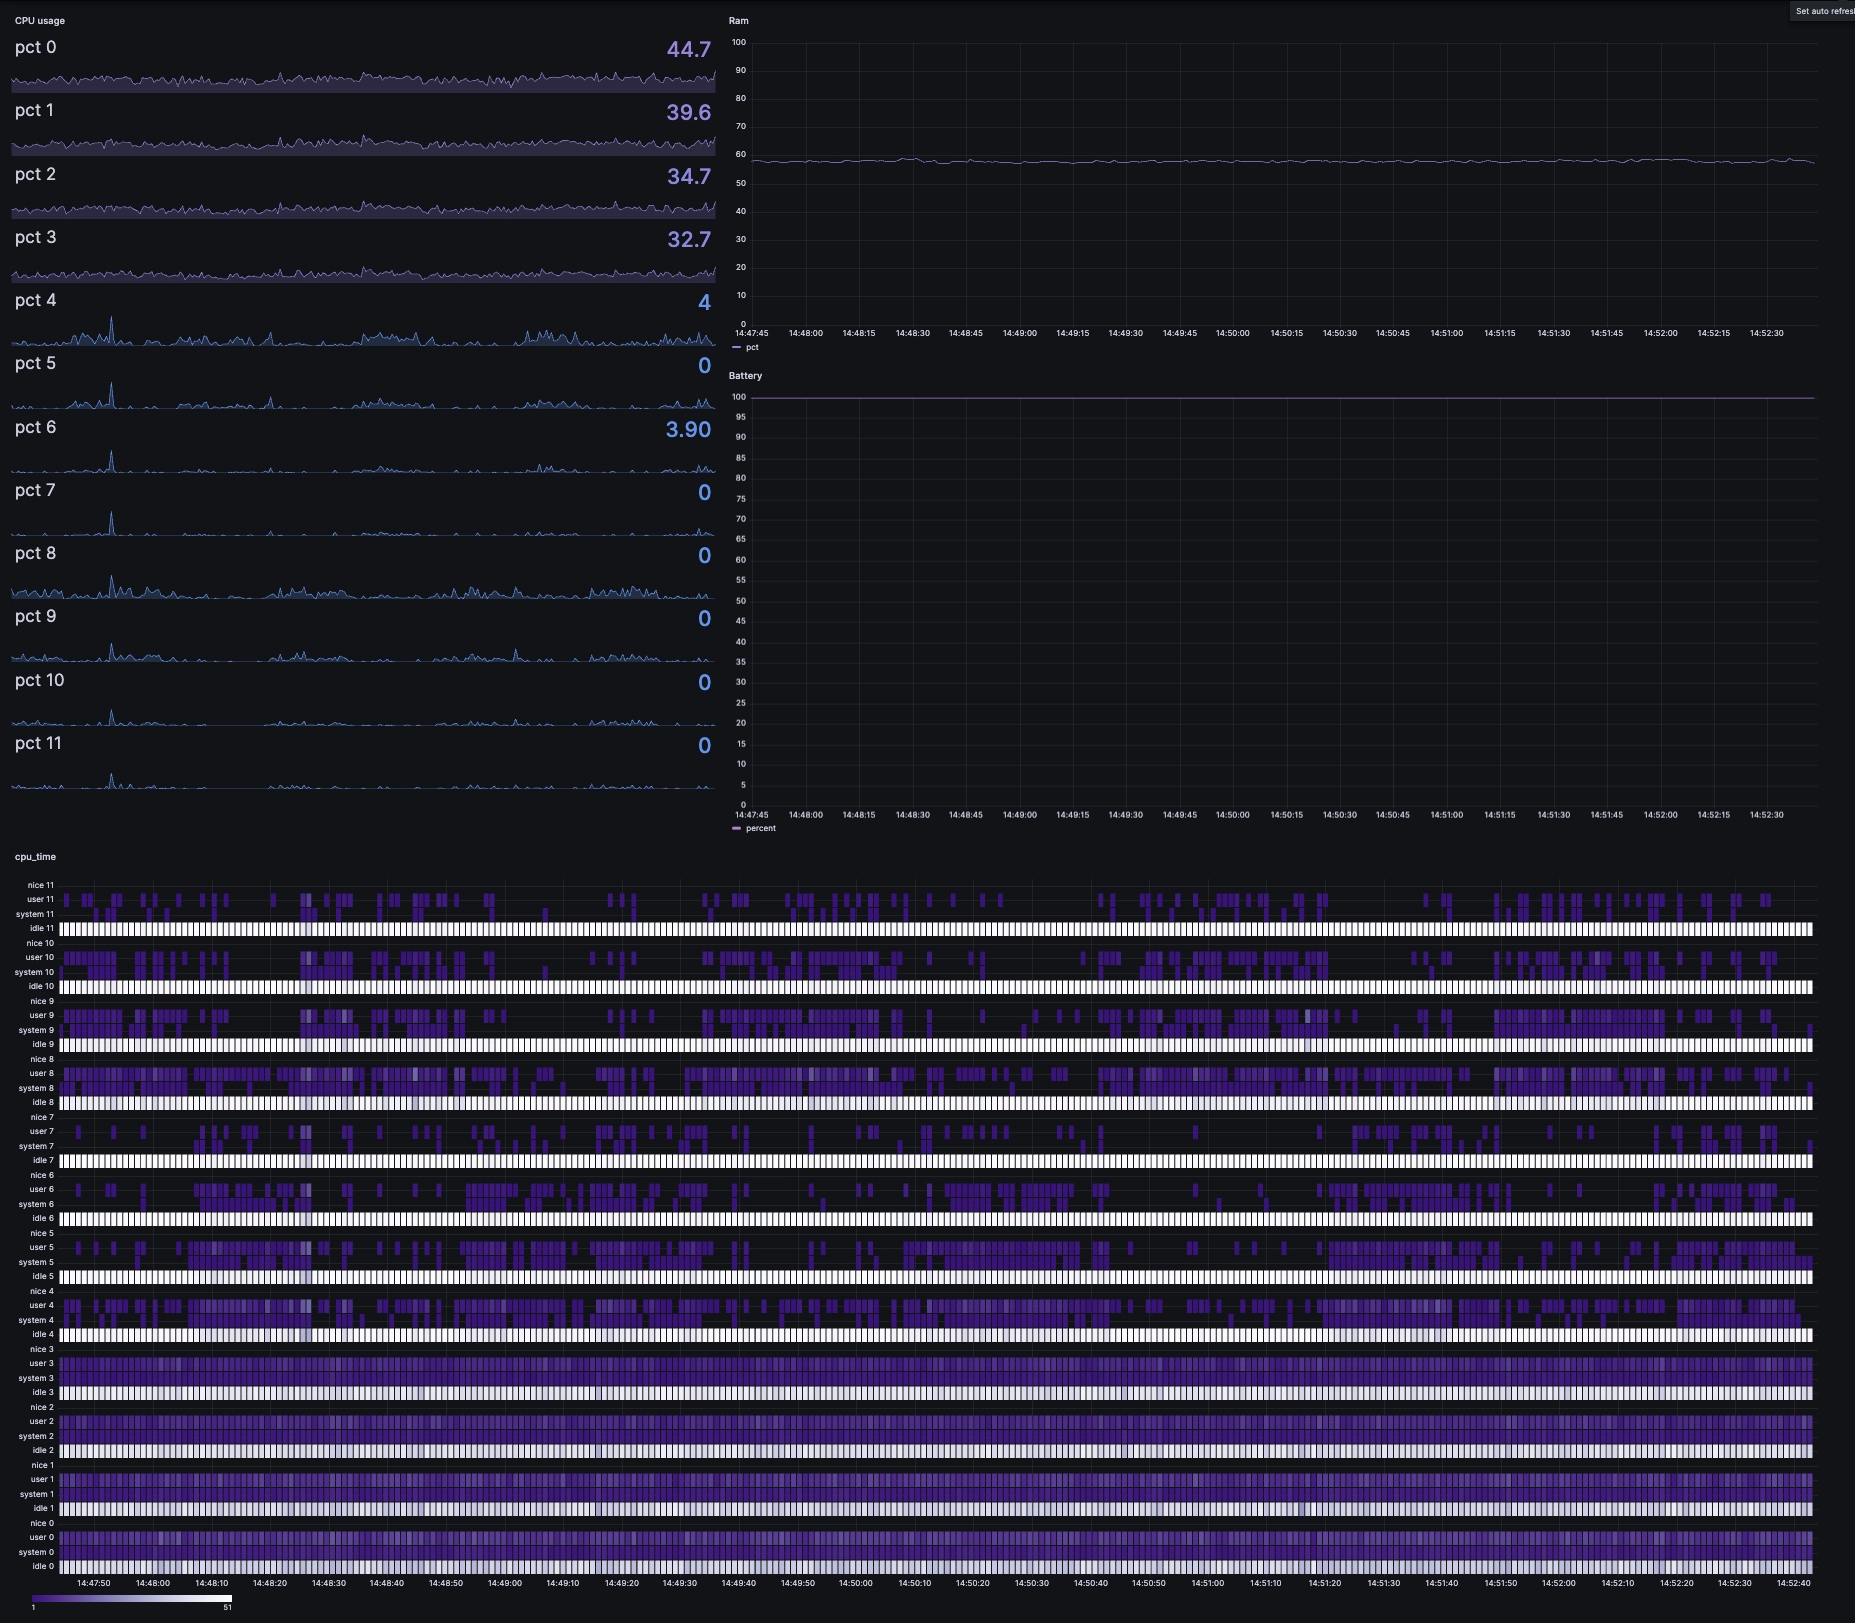 Set auto refresh
CPU usage
pct 0
44.7
pct 1
39.6
pct 2
34.7
pct 3
32.7
pct 4
4
pct 5
0
pct 6
3.90
pct 7
0
pct 8
0
pct 9
0
pct 10
0
pct 11
0
Ram
100
90
80
70
60
50
40
30
20
10
0
14:47:45 14:48:00 14:48:15 14:48:30 14:48:45 14:49:00 14:49:15 14:49:30 14:49:45 14:50:00 14:50:15 14:50:30 14:50:45 14:51:00 14:51:15 14:51:30 14:51:45 14:52:00 14:52:15 14:52:30
pct
Battery
100
95
90
85
80
75
70
65
60
55
50
45
40
35
30
25
20
15
10
5
0
14:47:45 14:48:00 14:48:15 14:48:30 14:48:45 14:49:00 14:49:15 14:49:30 14:49:45 14:50:00 14:50:15 14:50:30 14:50:45 14:51:00 14:51:15 14:51:30 14:51:45 14:52:00 14:52:15 14:52:30
percent
cpu_time
nice 11
user 11
system 11
idle 11
nice 10
user 10
system 10
idle 10
nice 9
user 9
system 9
idle 9
nice 8
user 8
system 8
idle 8
nice 7
user 7
system 7
idle 7
nice 6
user 6
system 6
idle 6
nice 5
user 5
system 5
idle 5
nice 4
user 4
system 4
idle 4
nice 3
user 3
system 3
idle 3
nice 2
user 2
system 2
idle 2
nice 1
user 1
system 1
idle 1
nice 0
user 0
system 0
idle 0
14:47:50 14:48:00 14:48:10 14:48:20 14:48:30 14:48:40 14:48:50 14:49:00 14:49:10 14:49:20 14:49:30 14:49:40 14:49:50 14:50:00 14:50:10 14:50:20 14:50:30 14:50:40 14:50:50 14:51:00 14:51:10 14:51:20 14:51:30 14:51:40 14:51:50 14:52:00 14:52:10 14:52:20 14:52:30 14:52:40
1 51